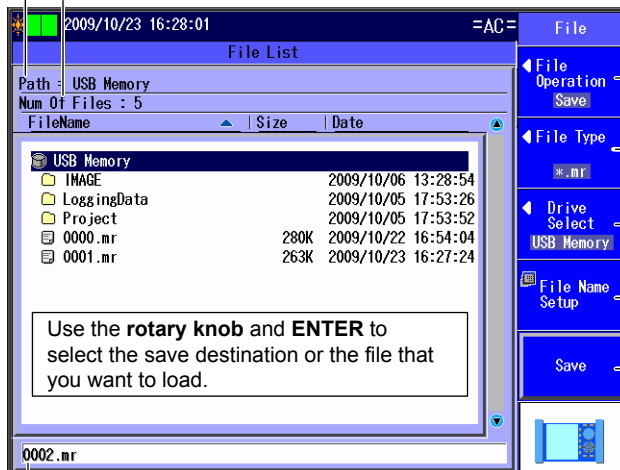 2009/10/23 16:28:01 =AC= File
File List
Path = USB Memory
Num Of Files : 5
FileName | Size | Date
USB Memory
IMAGE 2009/10/06 13:28:54
LoggingData 2009/10/05 17:53:26
Project 2009/10/05 17:53:52
0000.mr 280K 2009/10/22 16:54:04
0001.mr 263K 2009/10/23 16:27:24
Use the rotary knob and ENTER to
select the save destination or the file that
you want to load.
0002.mr
File
Operation
Save
File Type
*.mr
Drive
Select
USB Memory
File Name
Setup
Save